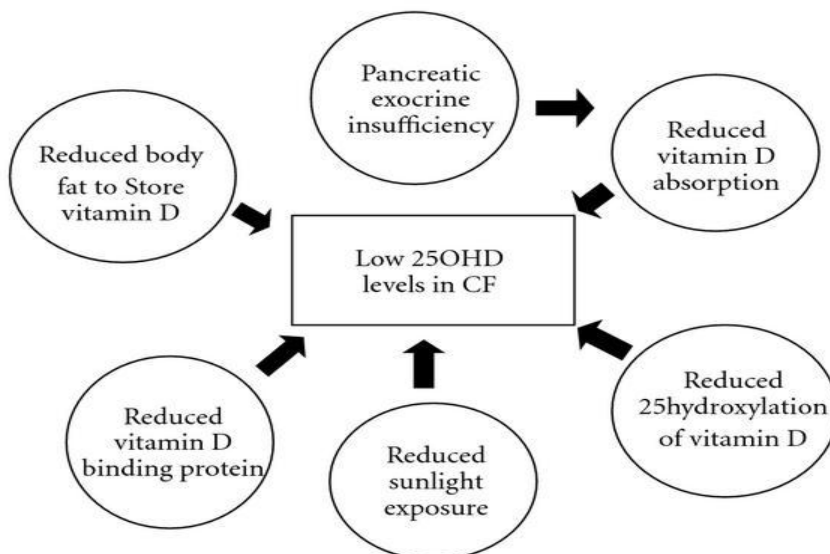 Pancreatic
exocrine
insufficiency
Reduced body
fat to Store
vitamin D
Reduced
vitamin D
absorption
Low 25OHD
levels in CF
Reduced
vitamin D
binding protein
Reduced
sunlight
exposure
Reduced
25hydroxylation
of vitamin D